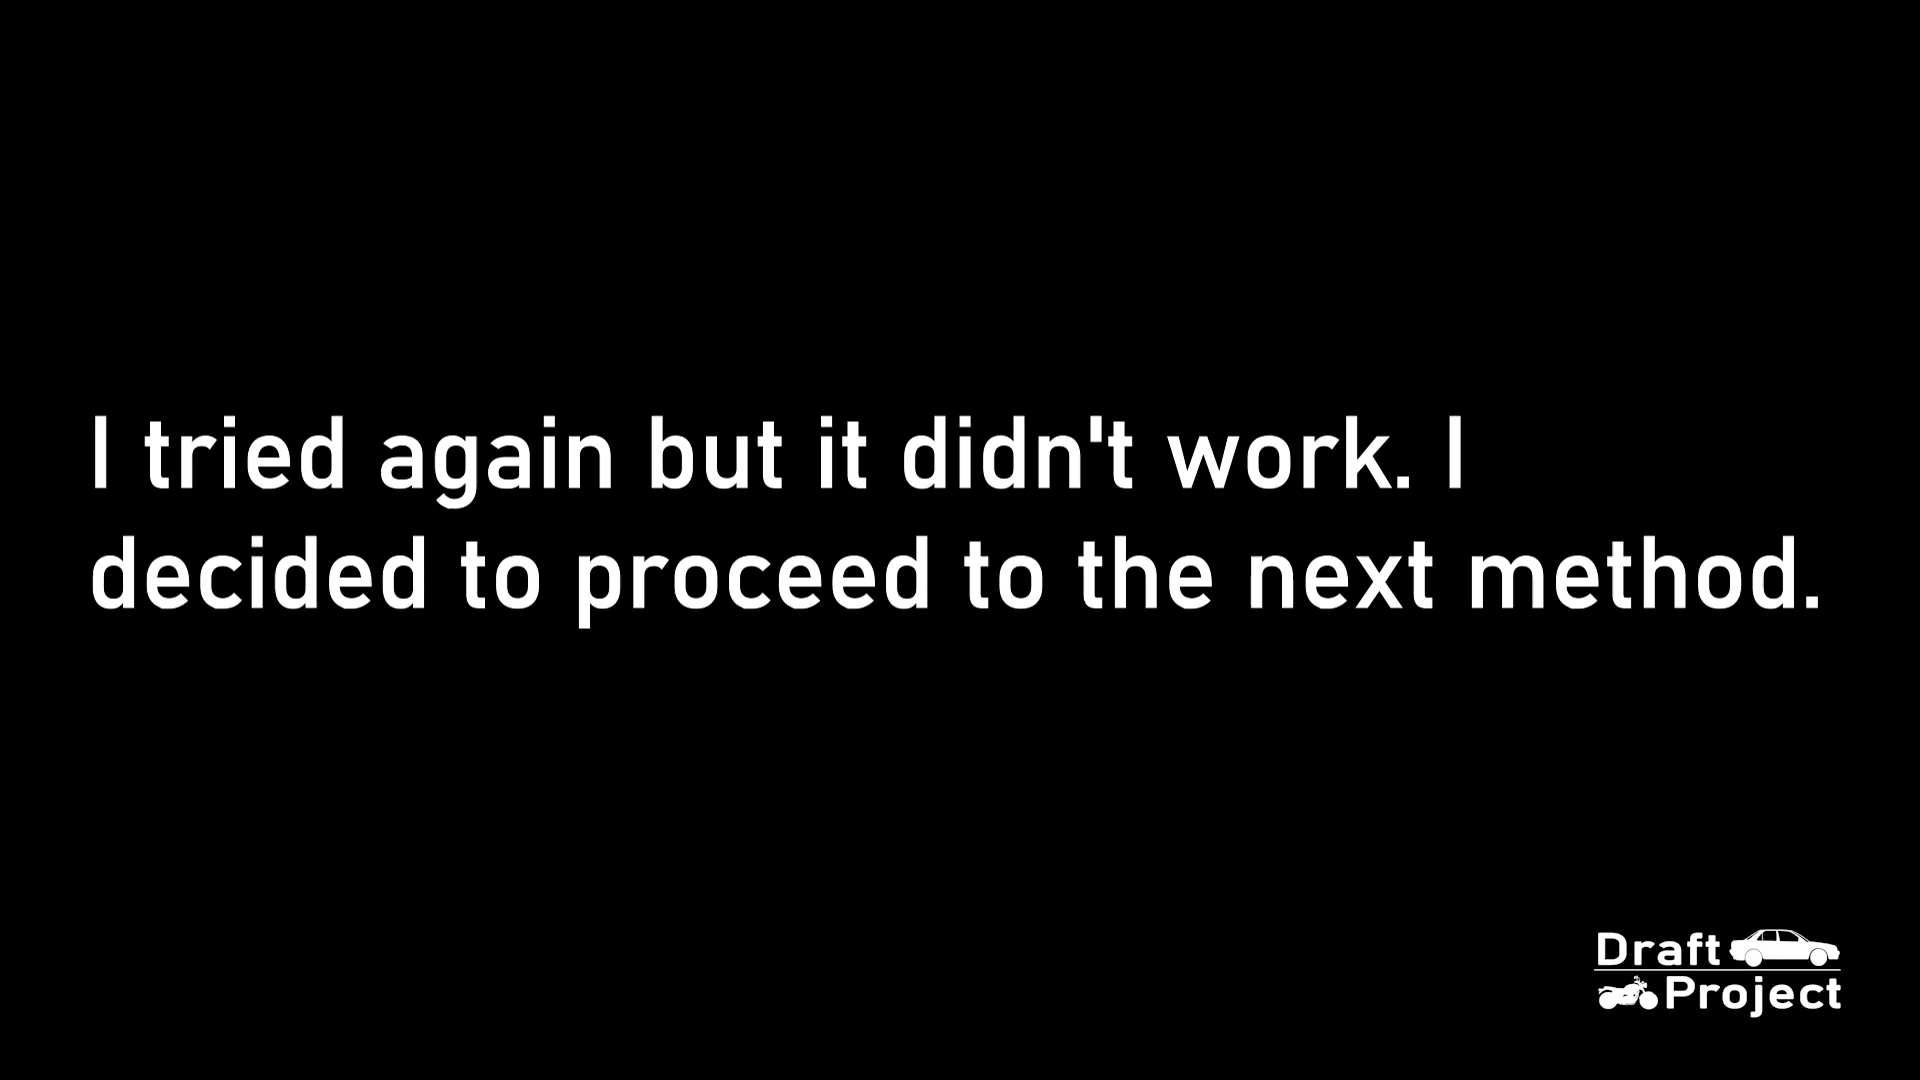 I tried again but it didn't work. I
decided to proceed to the next method.
Draft
Project